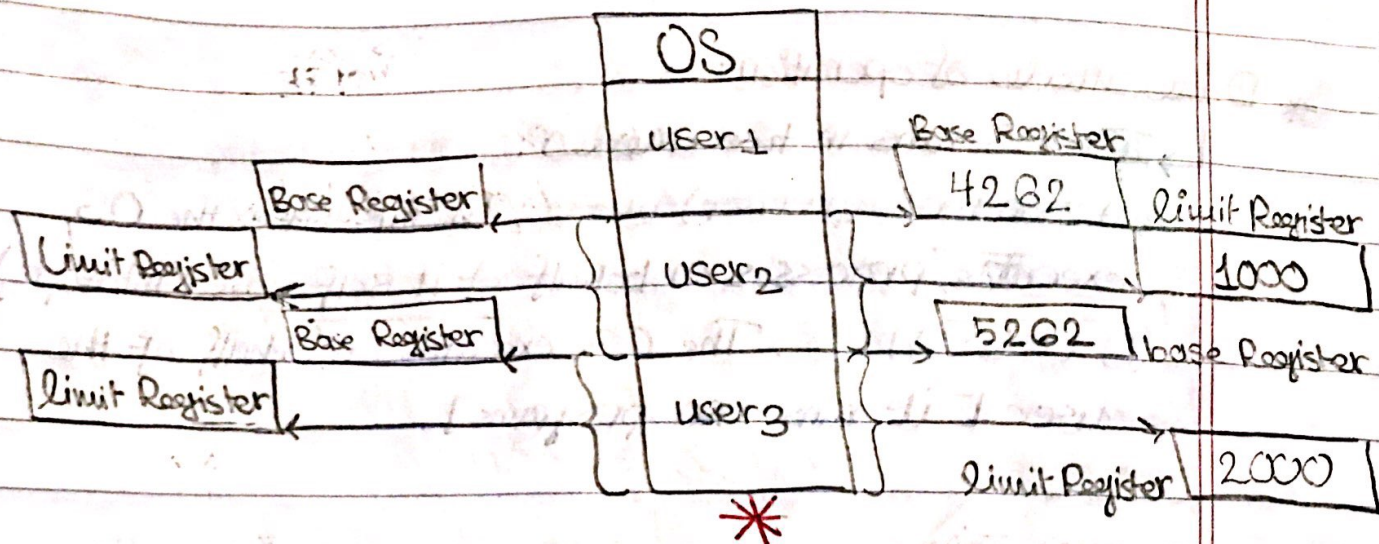 OS
user1
Base Register
Base Register
4262
limit Register
Limit Register
user2
1000
Base Register
5262
base Register
limit Register
user3
limit Register
2000